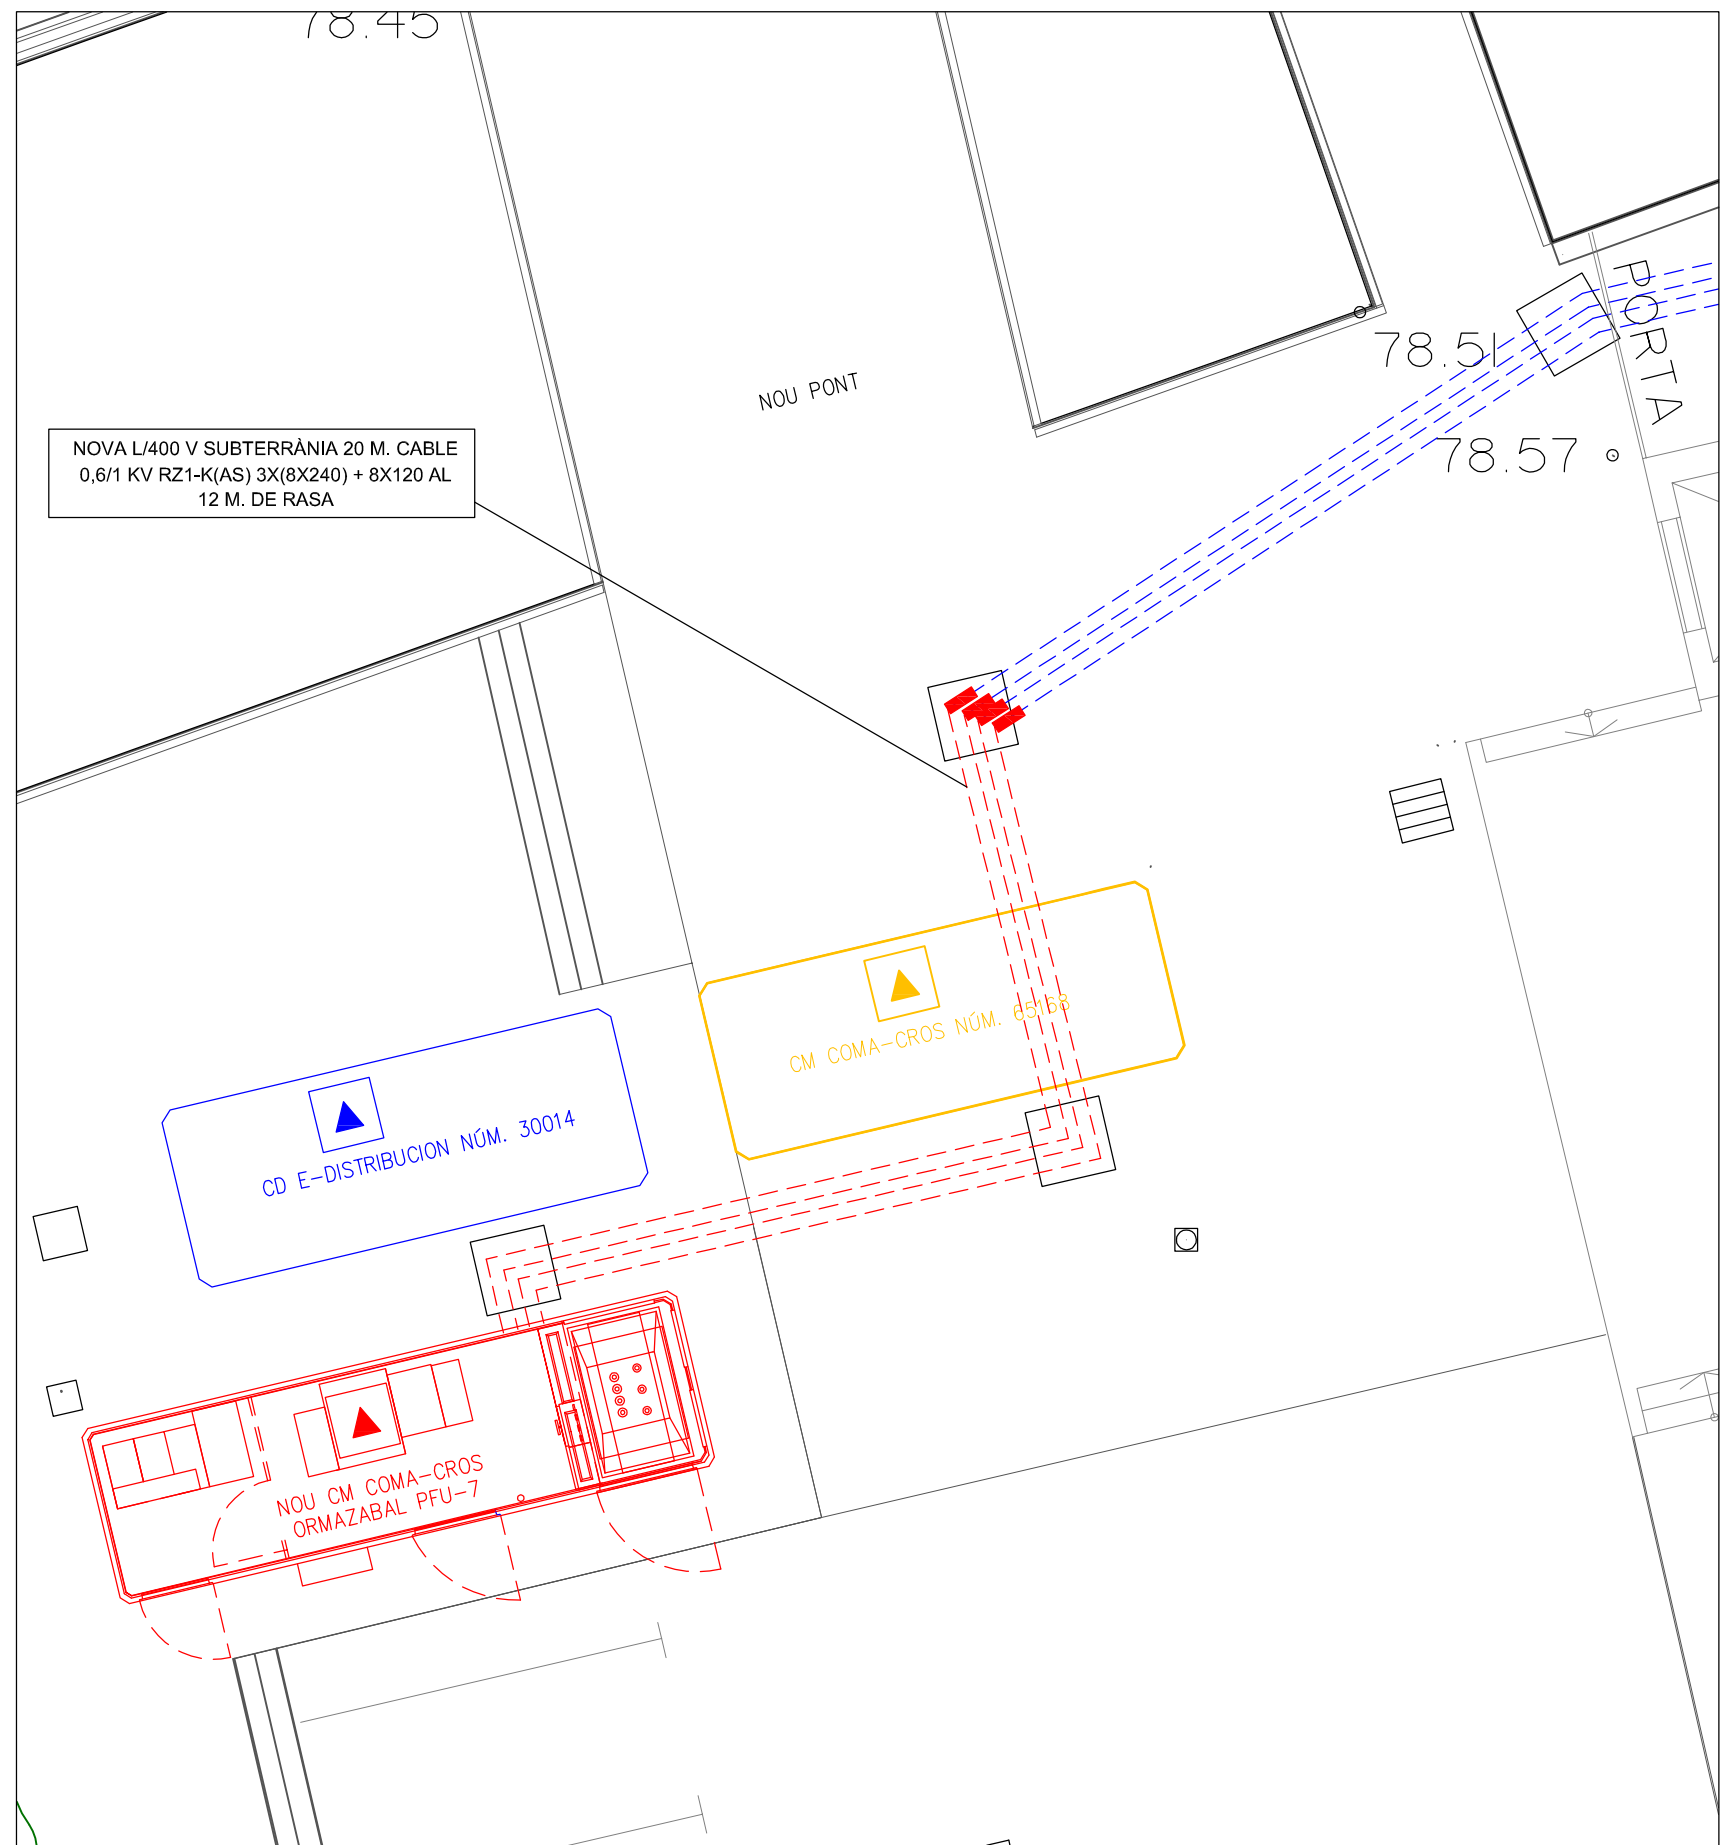 78.45
NOU PONT
78.51
PORTA
78.57
NOVA L/400 V SUBTERRÀNIA 20 M. CABLE
0,6/1 KV RZ1-K(AS) 3X(8X240) + 8X120 AL
12 M. DE RASA
CM COMA-CROS NÚM. 65168
CD E-DISTRIBUCION NÚM. 30014
NOU CM COMA-CROS
ORMAZABAL PFU-7